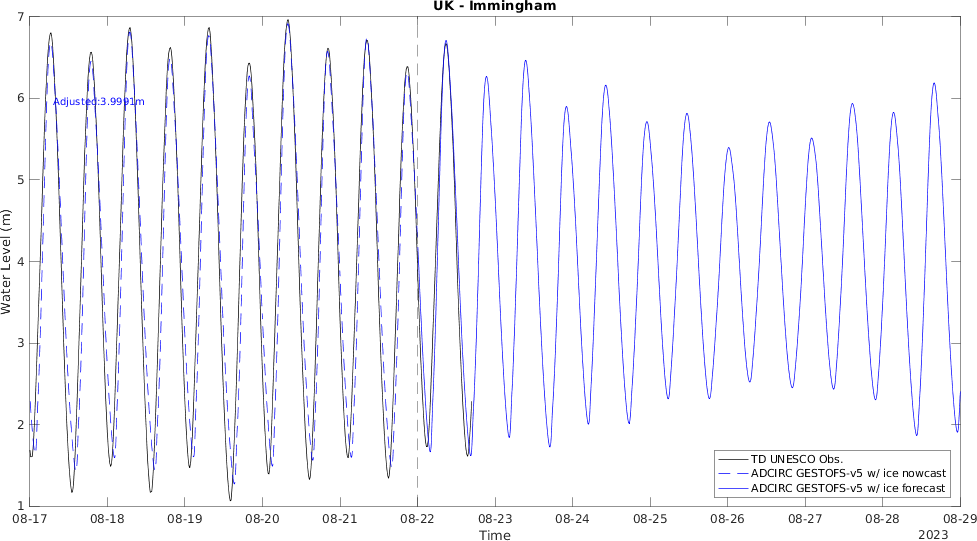 UK - Immingham
7
6
5
4
3
2
1
Water Level (m)
Adjusted:3.9991m
TD UNESCO Obs.
ADCIRC GESTOFS-v5 w/ ice nowcast
ADCIRC GESTOFS-v5 w/ ice forecast
08-17 08-18 08-19 08-20 08-21 08-22 08-23 08-24 08-25 08-26 08-27 08-28 08-29
Time
2023